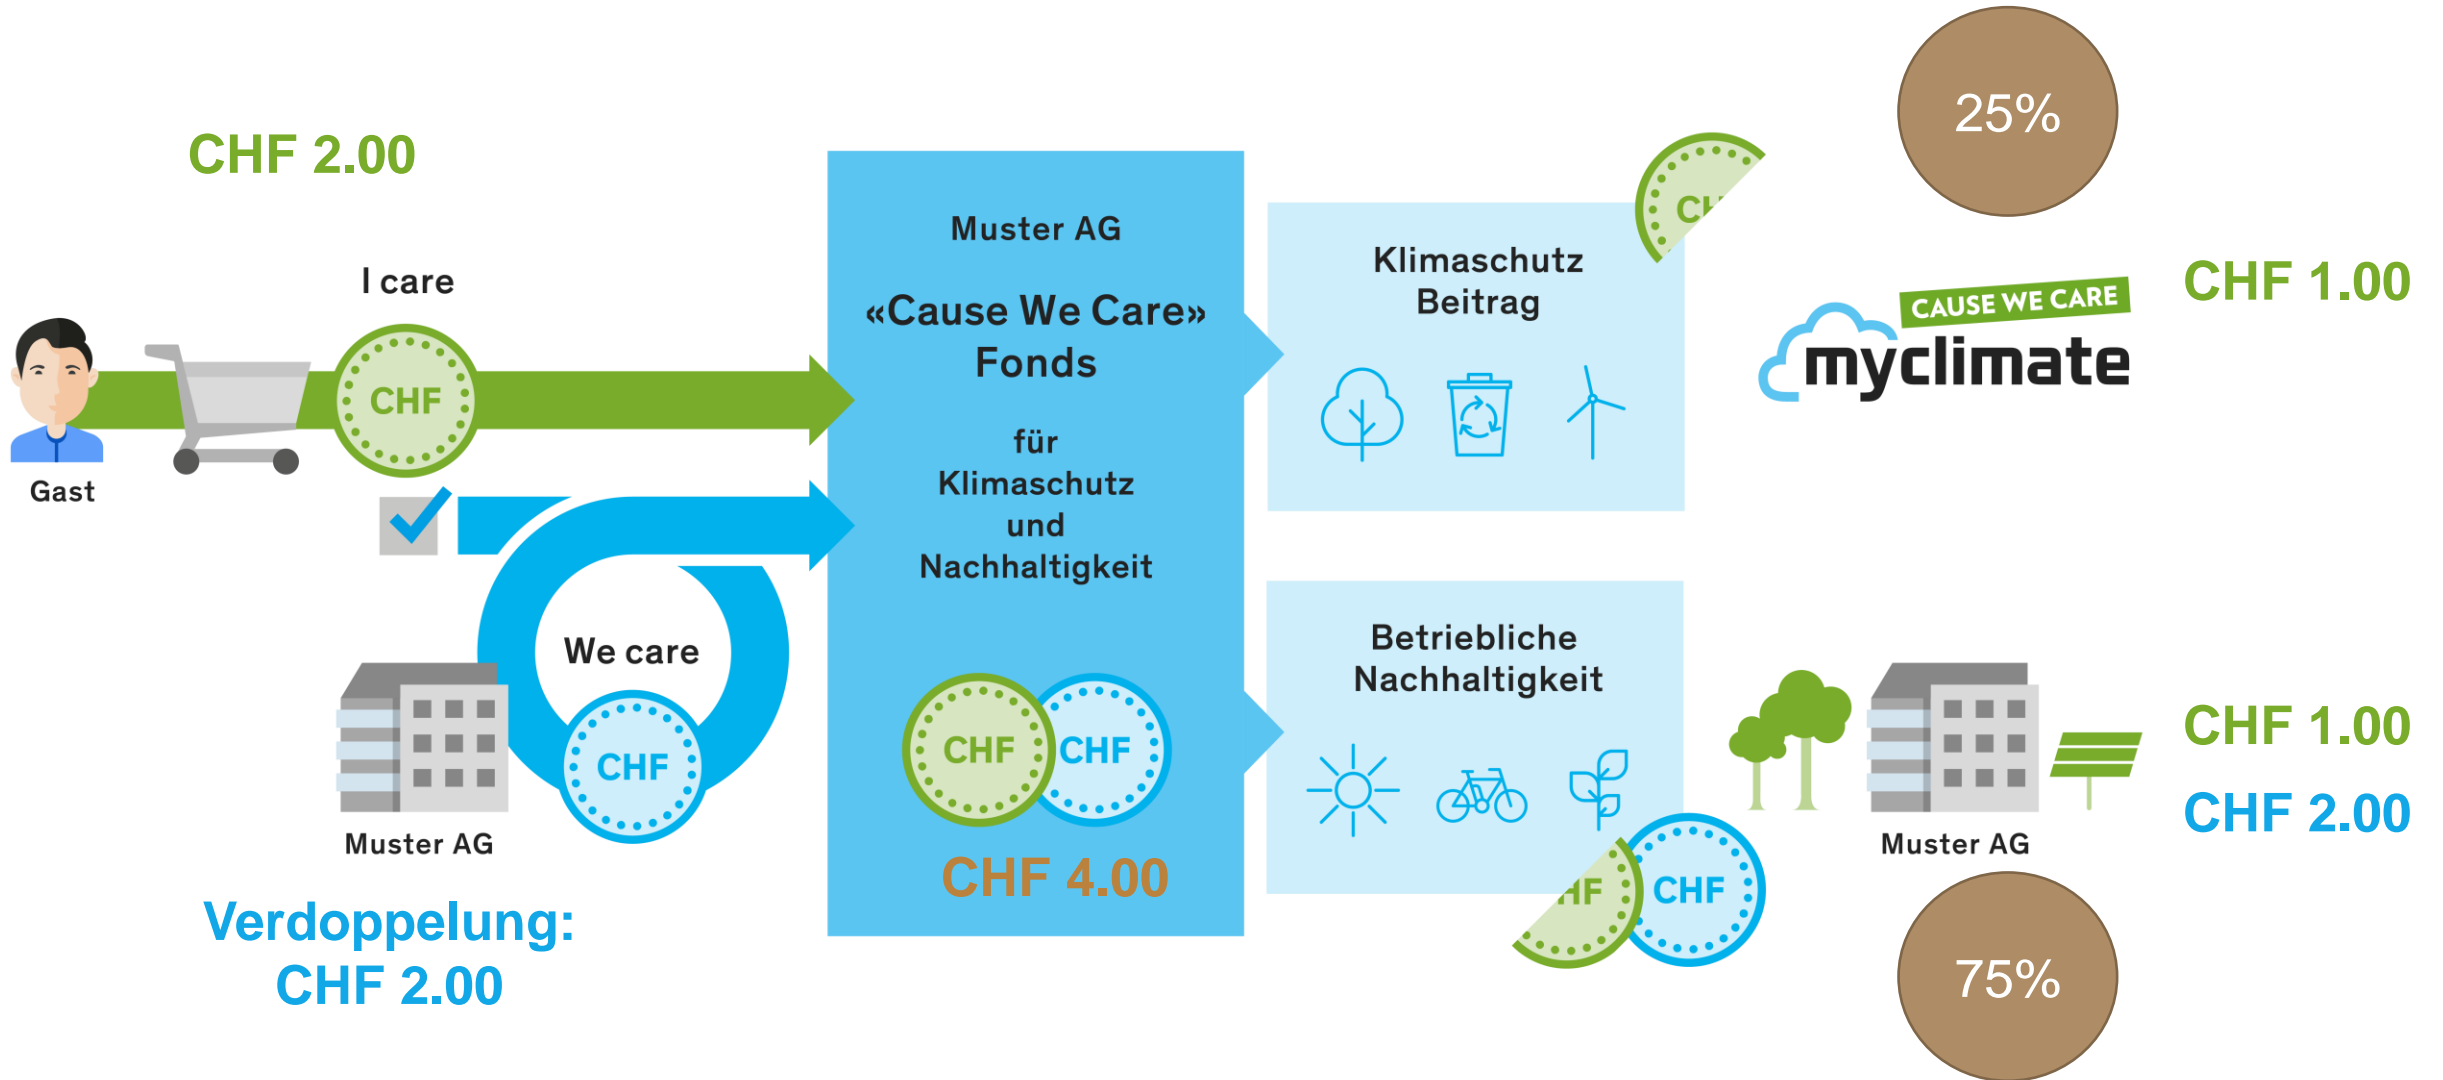 CHF 2.00
I care
CHF
Gast
We care
CHF
Muster AG
Verdoppelung:
CHF 2.00
Muster AG
«Cause We Care»
Fonds
für
Klimaschutz
und
Nachhaltigkeit
CHF
CHF
CHF 4.00
Klimaschutz
Beitrag
CH
25%
CAUSE WE CARE
myclimate
CHF 1.00
Betriebliche
Nachhaltigkeit
HF
CHF
Muster AG
CHF 1.00
CHF 2.00
75%